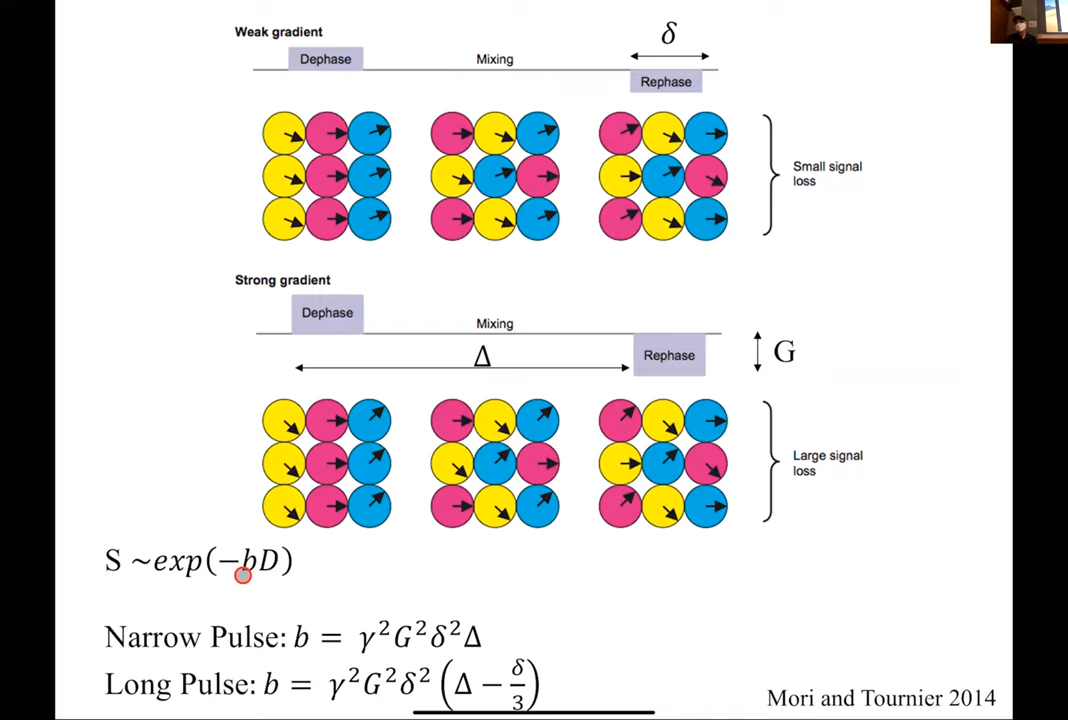 Weak gradient
δ
Dephase
Mixing
Rephase
Small signal
loss
Strong gradient
Dephase
Mixing
Δ
Rephase
G
Large signal
loss
S ~exp(−bD)
Narrow Pulse: b = γ²G²δ²Δ
Long Pulse: b = γ²G²δ² (Δ − δ/3)
Mori and Tournier 2014